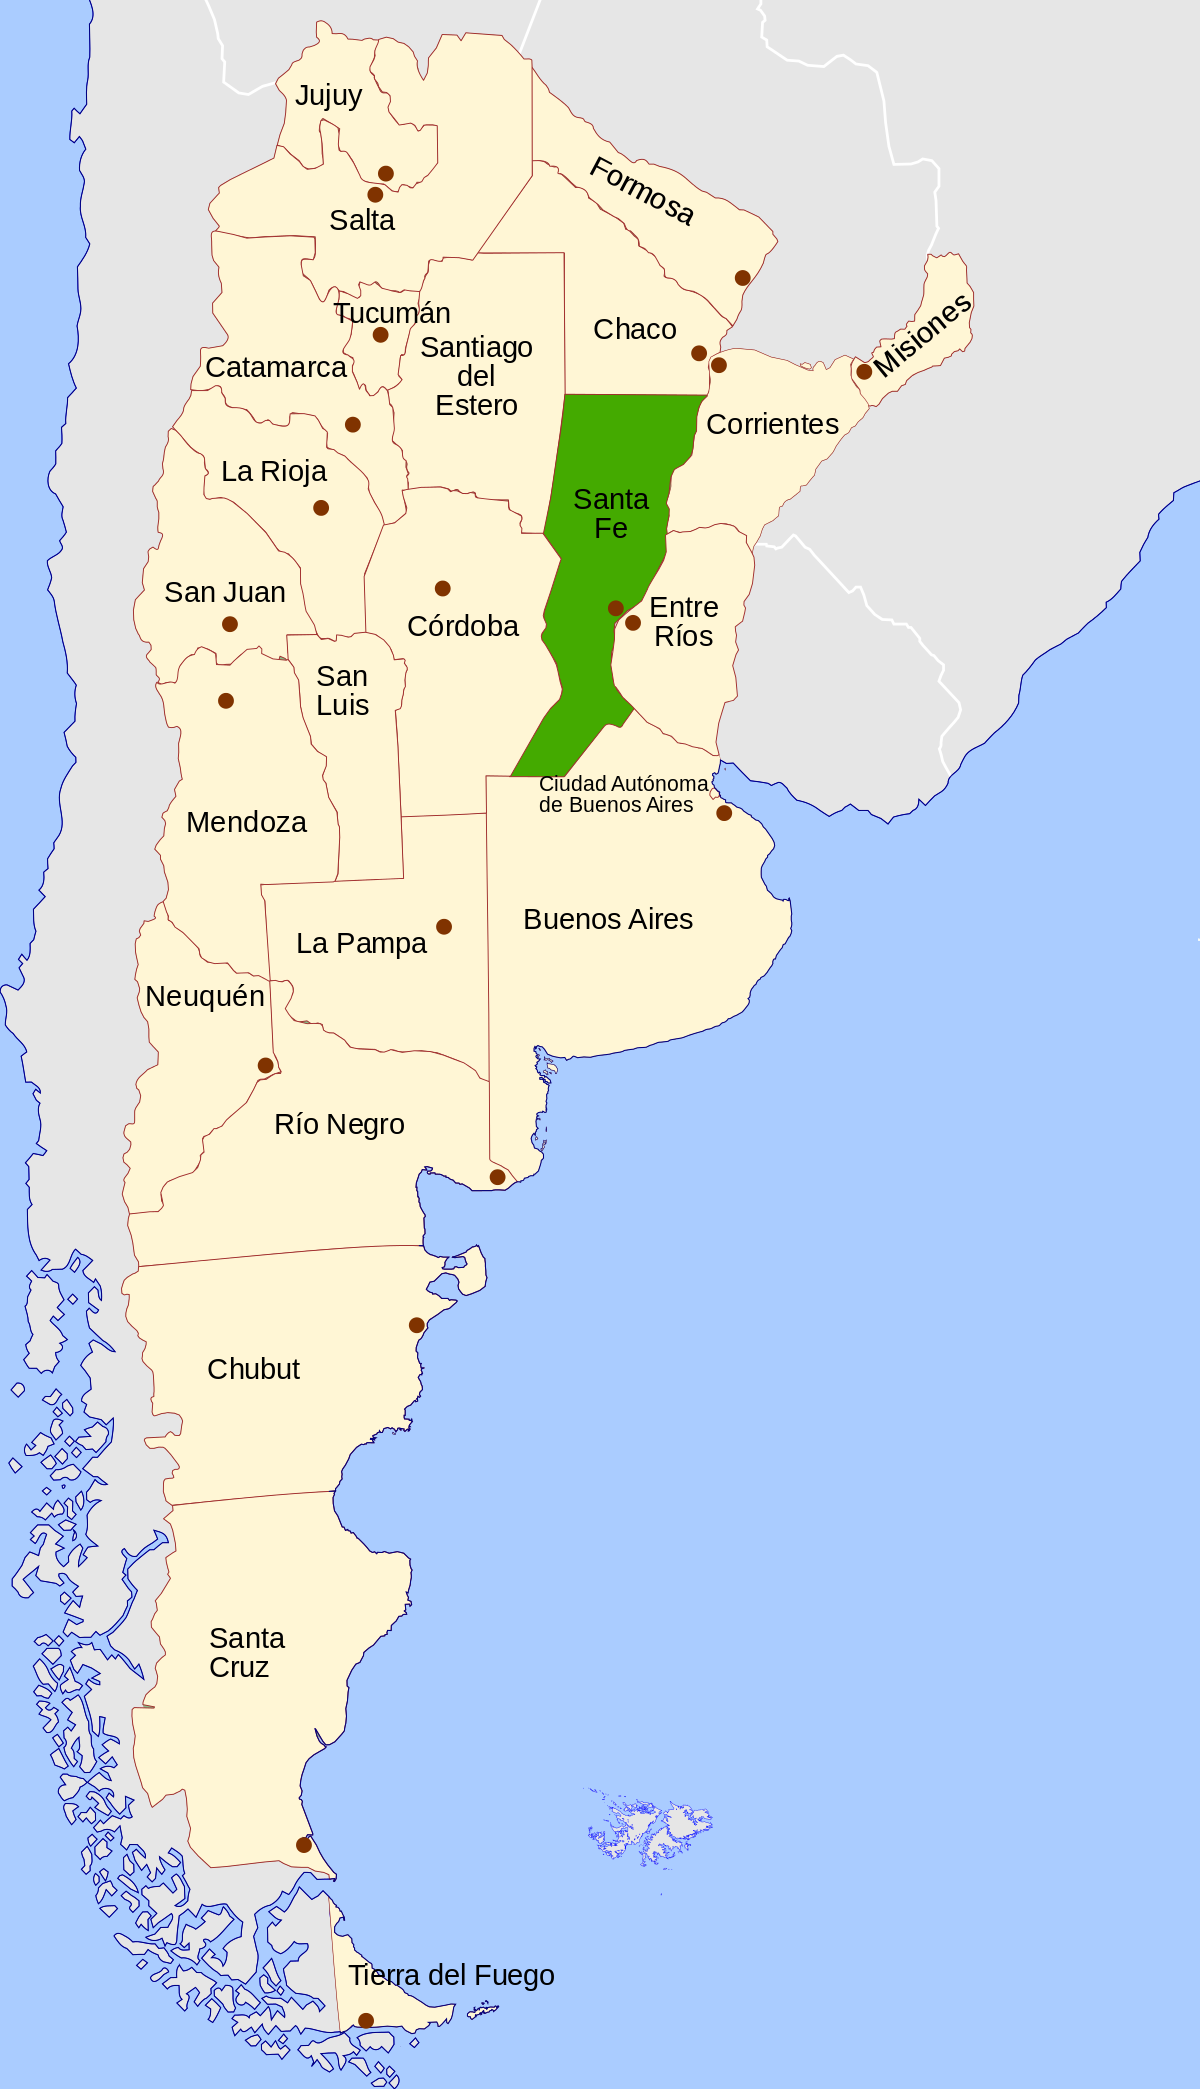 Jujuy
Formosa
Salta
Misiones
Tucumán
Chaco
Santiago
del
Estero
Catamarca
Corrientes
La Rioja
Santa
Fe
San Juan
Córdoba
Entre
Ríos
San
Luis
Ciudad Autónoma
de Buenos Aires
Mendoza
Buenos Aires
La Pampa
Neuquén
Río Negro
Chubut
Santa
Cruz
Tierra del Fuego